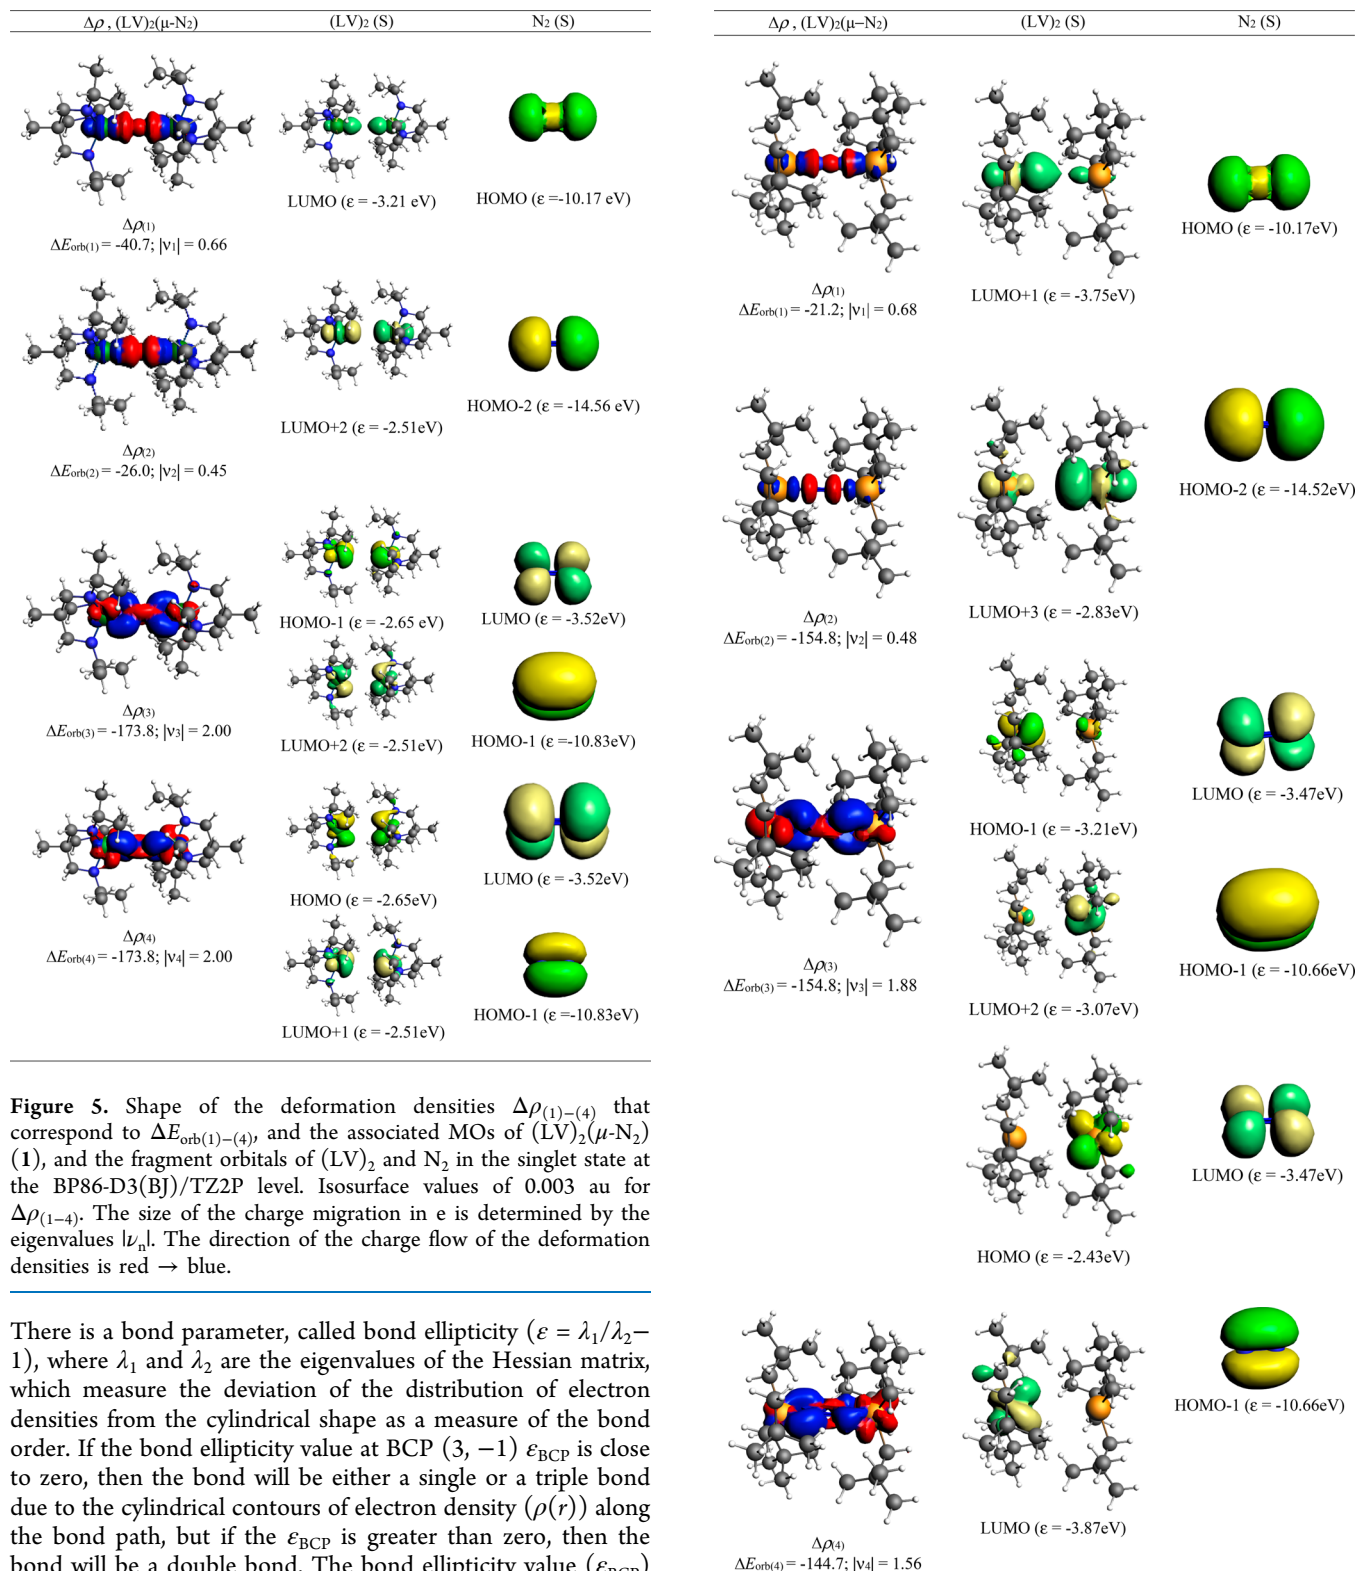 Δρ , (LV)₂(μ-N₂) (LV)₂ (S) N₂ (S)
LUMO (ε = -3.21 eV) HOMO (ε =-10.17 eV)
Δρ(1)
ΔEorb(1) = -40.7; |ν₁| = 0.66
LUMO+2 (ε = -2.51eV) HOMO-2 (ε = -14.56 eV)
Δρ(2)
ΔEorb(2) = -26.0; |ν₂| = 0.45
HOMO-1 (ε = -2.65 eV) LUMO (ε = -3.52eV)
Δρ(3)
ΔEorb(3) = -173.8; |ν₃| = 2.00
LUMO+2 (ε = -2.51eV) HOMO-1 (ε =-10.83eV)
HOMO (ε = -2.65eV) LUMO (ε = -3.52eV)
Δρ(4)
ΔEorb(4) = -173.8; |ν₄| = 2.00
LUMO+1 (ε = -2.51eV) HOMO-1 (ε =-10.83eV)
Figure 5. Shape of the deformation densities Δρ(1)−(4) that
correspond to ΔEorb(1)−(4), and the associated MOs of (LV)₂(μ-N₂)
(1), and the fragment orbitals of (LV)₂ and N₂ in the singlet state at
the BP86-D3(BJ)/TZ2P level. Isosurface values of 0.003 au for
Δρ(1−4). The size of the charge migration in e is determined by the
eigenvalues |νn|. The direction of the charge flow of the deformation
densities is red → blue.
There is a bond parameter, called bond ellipticity (ε = λ₁/λ₂−
1), where λ₁ and λ₂ are the eigenvalues of the Hessian matrix,
which measure the deviation of the distribution of electron
densities from the cylindrical shape as a measure of the bond
order. If the bond ellipticity value at BCP (3, −1) εBCP is close
to zero, then the bond will be either a single or a triple bond
due to the cylindrical contours of electron density (ρ(r)) along
the bond path, but if the εBCP is greater than zero, then the
bond will be a double bond. The bond ellipticity value (εBCP)
Δρ, (LV)₂(μ−N₂) (LV)₂ (S) N₂ (S)
HOMO (ε = -10.17eV)
Δρ(1)
ΔEorb(1) = -21.2; |ν₁| = 0.68
LUMO+1 (ε = -3.75eV)
HOMO-2 (ε = -14.52eV)
Δρ(2)
ΔEorb(2) = -154.8; |ν₂| = 0.48
LUMO+3 (ε = -2.83eV)
HOMO-1 (ε = -3.21eV) LUMO (ε = -3.47eV)
Δρ(3)
ΔEorb(3) = -154.8; |ν₃| = 1.88
LUMO+2 (ε = -3.07eV) HOMO-1 (ε = -10.66eV)
HOMO (ε = -2.43eV) LUMO (ε = -3.47eV)
HOMO-1 (ε = -10.66eV)
LUMO (ε = -3.87eV)
Δρ(4)
ΔEorb(4) = -144.7; |ν₄| = 1.56